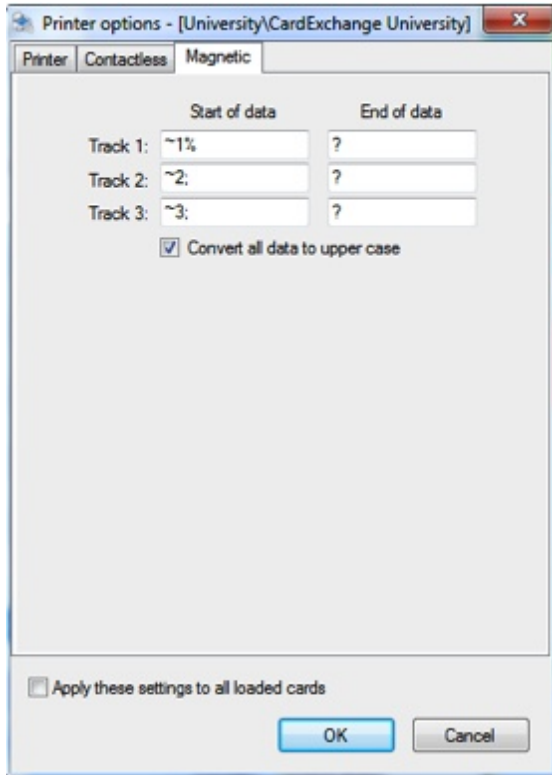 Printer options - [University\CardExchange University]
Printer Contactless Magnetic
Start of data End of data
Track 1: ~1% ?
Track 2: ~2; ?
Track 3: ~3; ?
Convert all data to upper case
Apply these settings to all loaded cards
OK Cancel